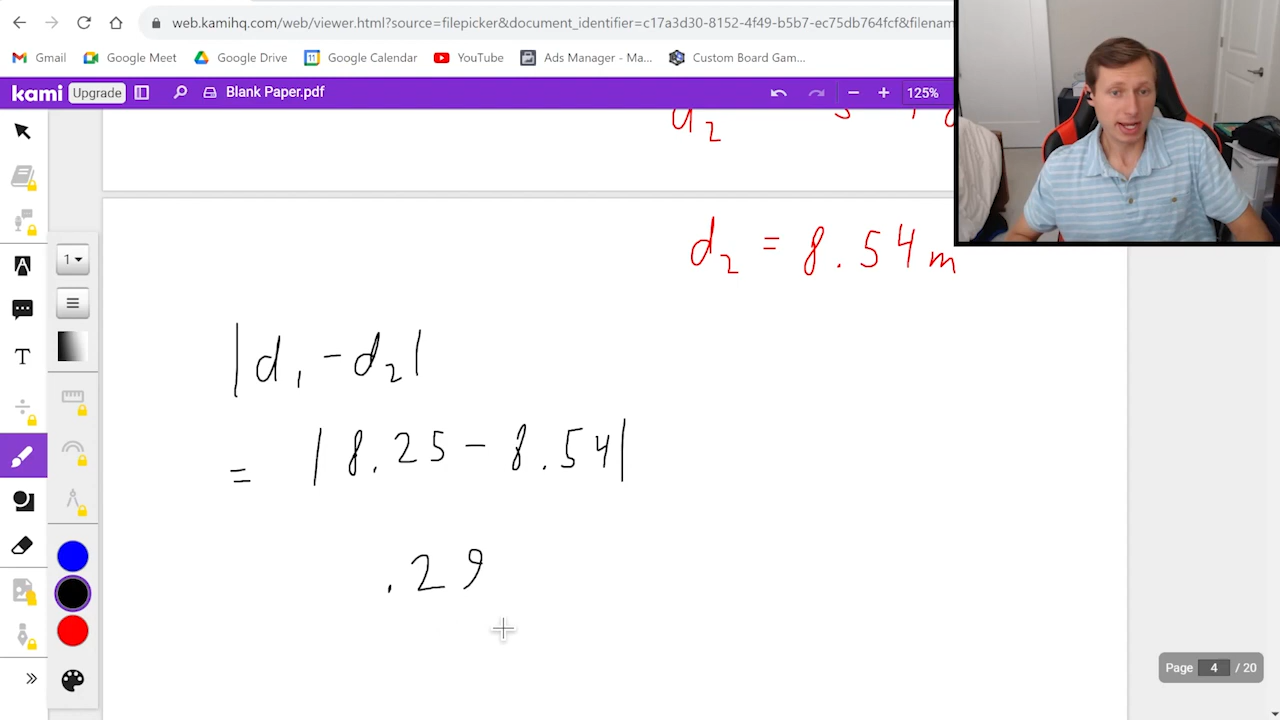 web.kamihq.com/web/viewer.html?source=filepicker&document_identifier=c17a3d30-8152-4f49-b5b7-ec75db764fcf&filenam
Gmail Google Meet Google Drive Google Calendar YouTube Ads Manager - Ma... Custom Board Gam...
kami Upgrade Blank Paper.pdf 125%
d₂
d₂ = 8.54 m
1
|d₁ - d₂|
= |8.25 - 8.54|
.29
Page 4 / 20